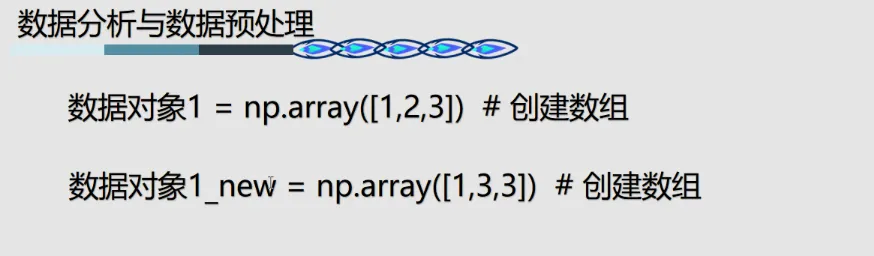 数据分析与数据预处理
数据对象1 = np.array([1,2,3])  # 创建数组
数据对象1_new = np.array([1,3,3])  # 创建数组